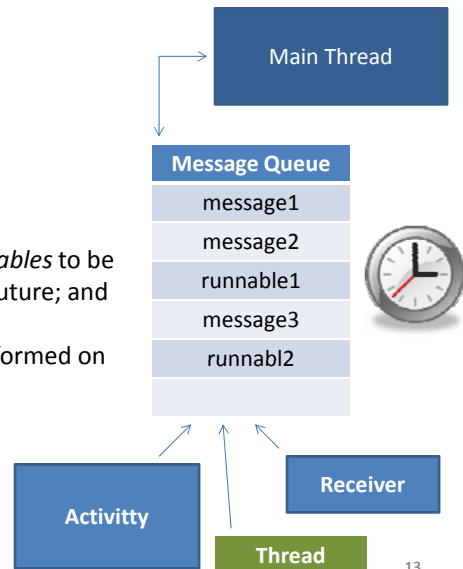 Main Thread
Message Queue
message1
message2
ables to be
runnable1
uture; and
message3
formed on
runnabl2
Receiver
Activitty
Thread
13